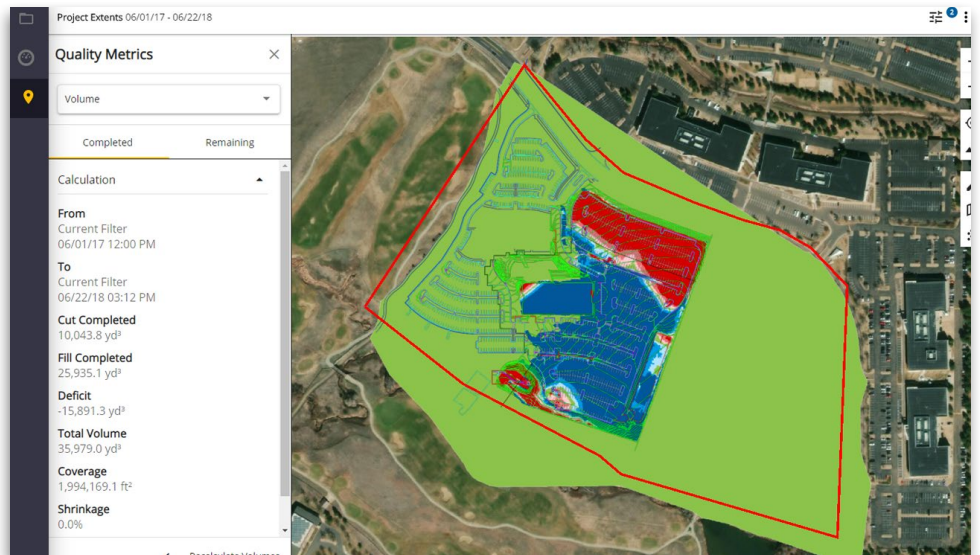 Project Extents 06/01/17 - 06/22/18
2
Quality Metrics
Volume
Completed Remaining
Calculation
From
Current Filter
06/01/17 12:00 PM
To
Current Filter
06/22/18 03:12 PM
Cut Completed
10,043.8 yd³
Fill Completed
25,935.1 yd³
Deficit
-15,891.3 yd³
Total Volume
35,979.0 yd³
Coverage
1,994,169.1 ft²
Shrinkage
0.0%
Recalculate Volumes